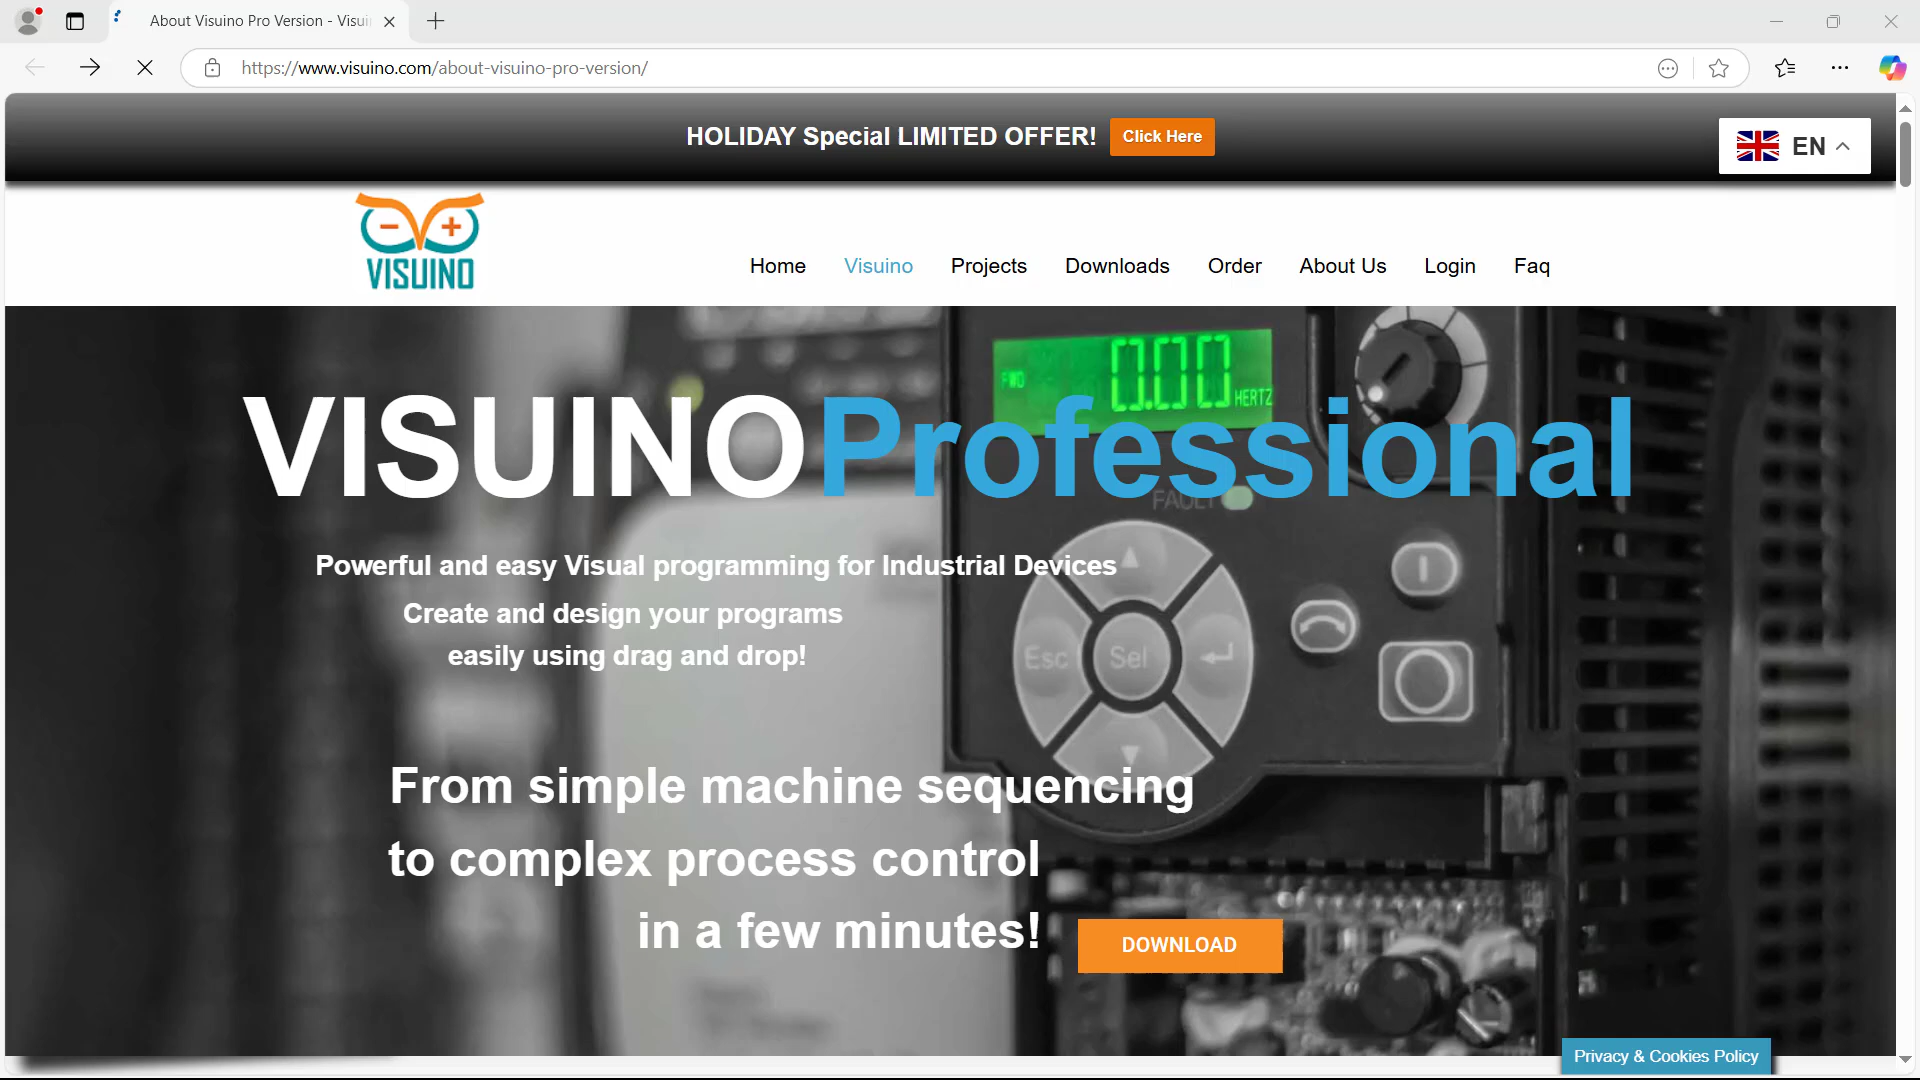 About Visuino Pro Version - Visui
https://www.visuino.com/about-visuino-pro-version/
HOLIDAY Special LIMITED OFFER!
Click Here
EN
VISUINO
Home
Visuino
Projects
Downloads
Order
About Us
Login
Faq
FWD
0.00
HERTZ
VISUINOProfessional
FAULT
Powerful and easy Visual programming for Industrial Devices
Create and design your programs
easily using drag and drop!
Esc
Sel
From simple machine sequencing
to complex process control
in a few minutes!
DOWNLOAD
Privacy & Cookies Policy